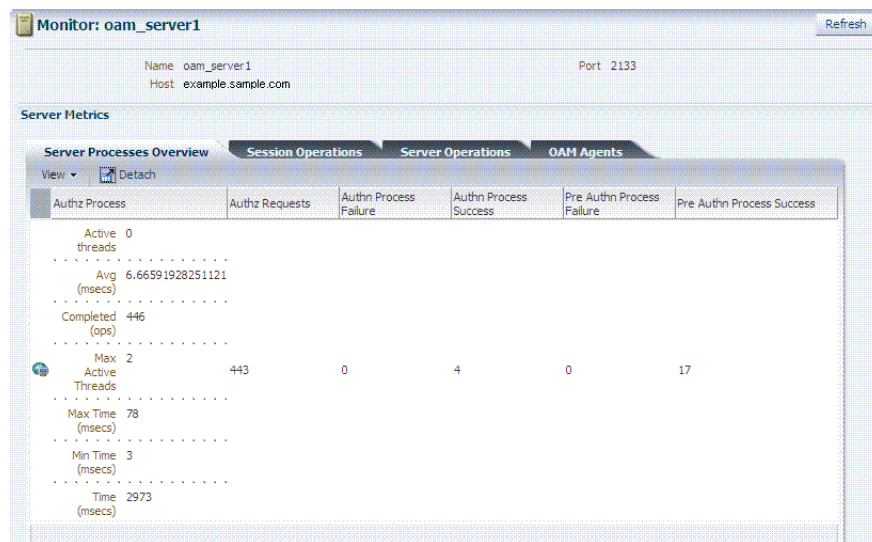 Monitor: oam_server1
Refresh
Name oam_server1
Port 2133
Host example.sample.com
Server Metrics
Server Processes Overview
Session Operations
Server Operations
OAM Agents
View
Detach
Authz Process
Authz Requests
Authn Process
Failure
Authn Process
Success
Pre Authn Process
Failure
Pre Authn Process Success
Active 0
threads
Avg 6.66591928251121
(msecs)
Completed 446
(ops)
Max 2
Active
Threads
443
0
4
0
17
Max Time 78
(msecs)
Min Time 3
(msecs)
Time 2973
(msecs)